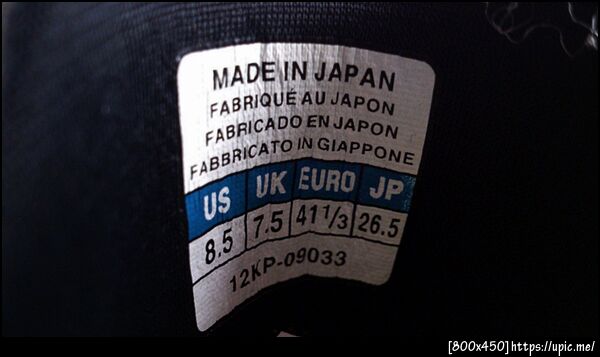 MADE IN JAPAN
FABRIQUÉ AU JAPON
FABRICADO EN JAPON
FABBRICATO IN GIAPPONE
US UK EURO JP
8.5 7.5 41 1/3 26.5
12KP-09033
[800x450] https://upic.me/